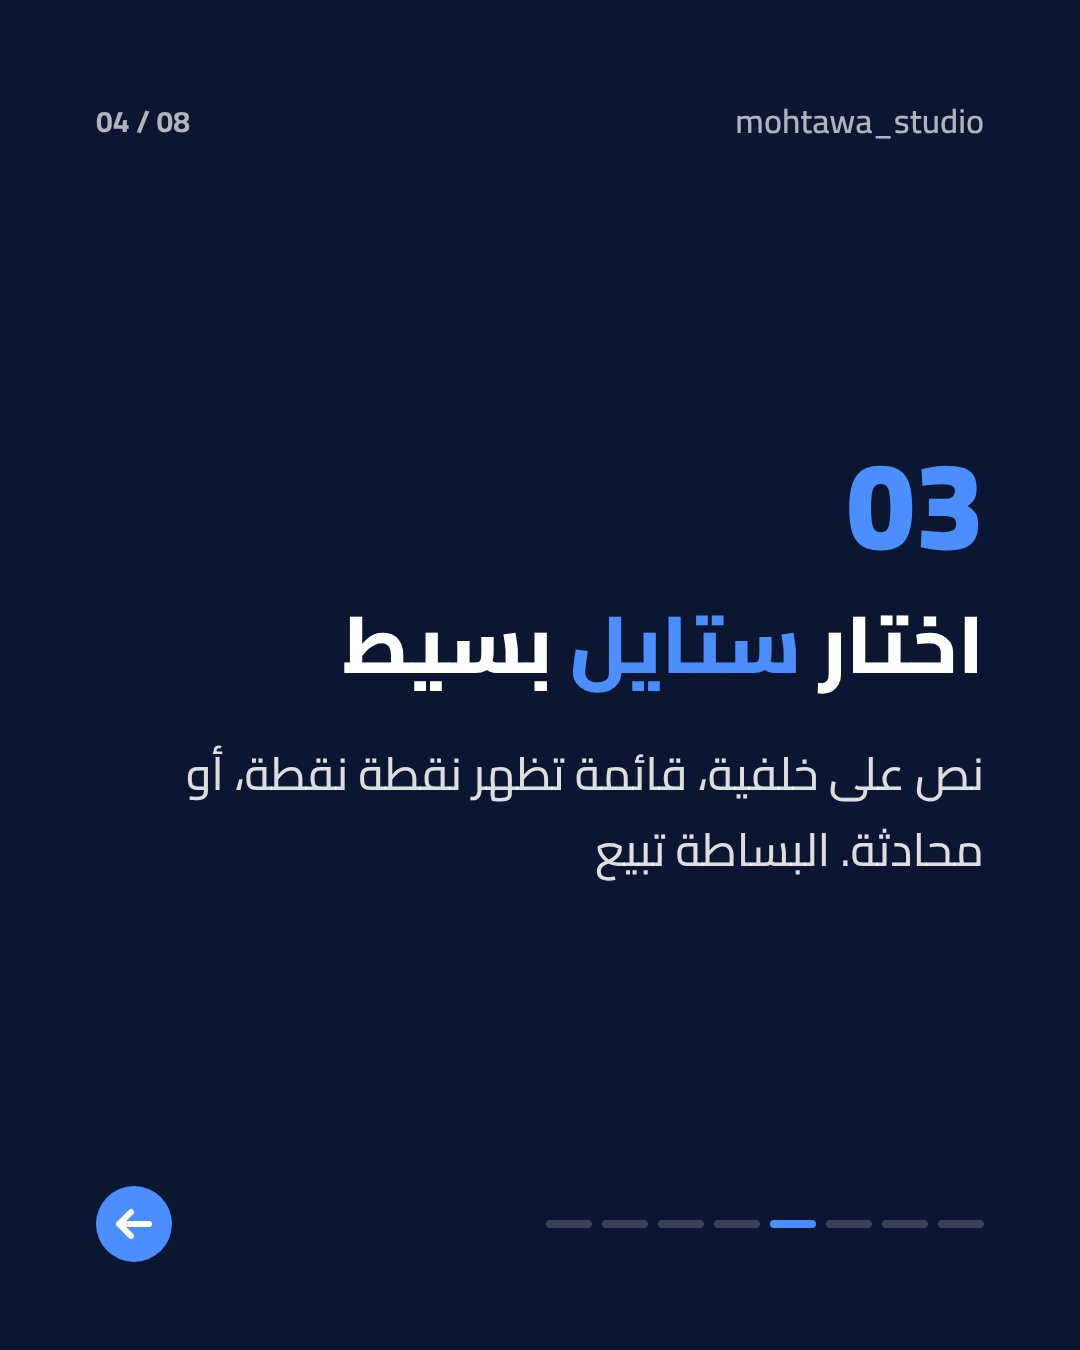 mohtawa_studio
04 / 08
03
اختار ستايل بسيط
نص على خلفية، قائمة تظهر نقطة نقطة، أو
محادثة. البساطة تبيع